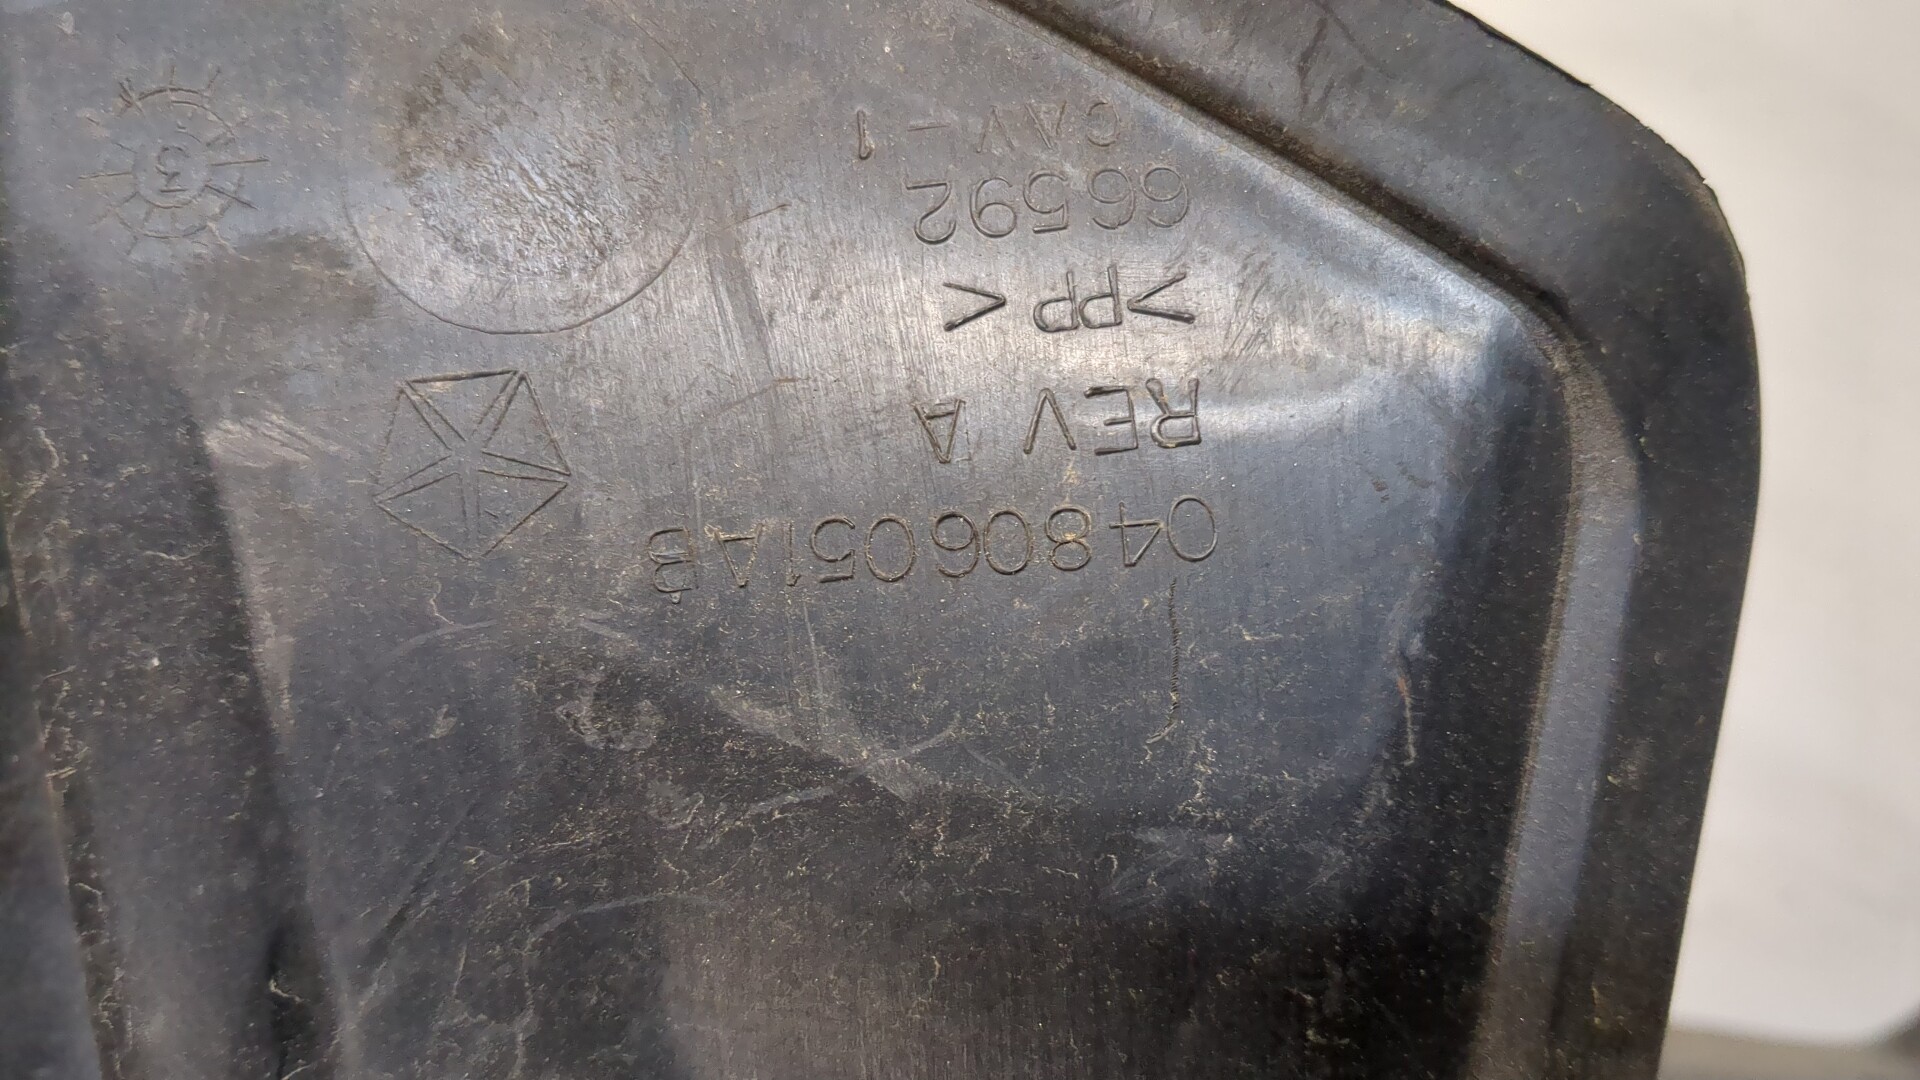 04806051AB
REV A
>PP<
66592
CAV-1